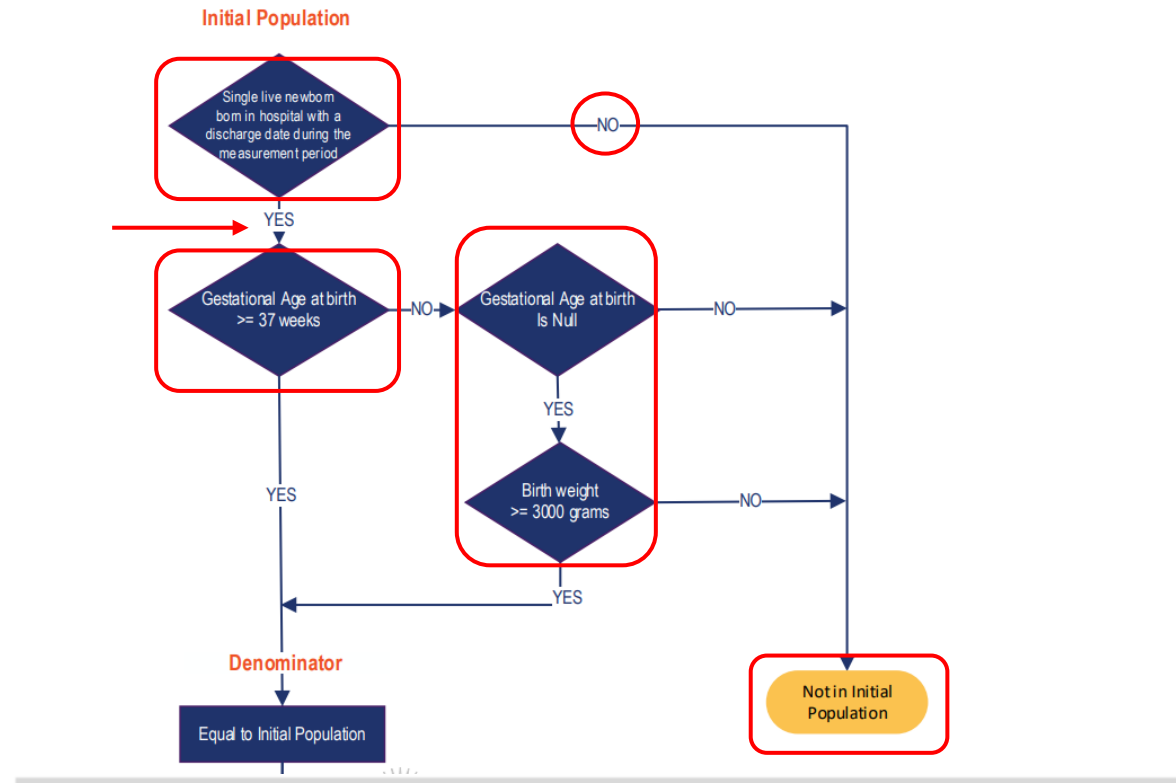 Initial Population
Single live newborn
born in hospital with a
discharge date during the
measurement period
NO
YES
Gestational Age at birth
>= 37 weeks
NO
Gestational Age at birth
Is Null
NO
YES
YES
Birth weight
>= 3000 grams
NO
YES
Denominator
Equal to Initial Population
Not in Initial
Population